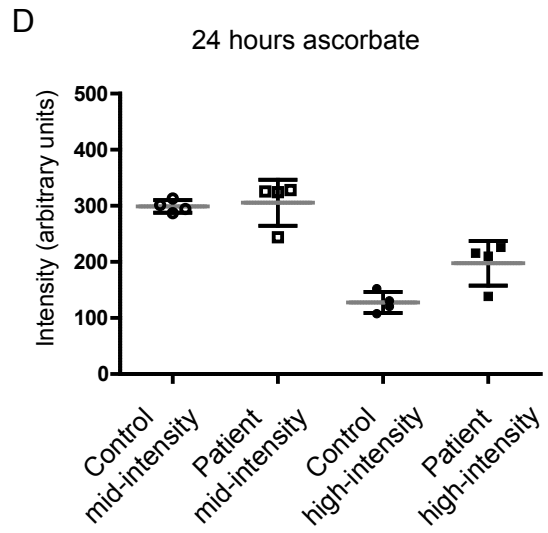 D
24 hours ascorbate
Intensity (arbitrary units)
500
400
300
200
100
0
Control
mid-intensity
Patient
mid-intensity
Control
high-intensity
Patient
high-intensity